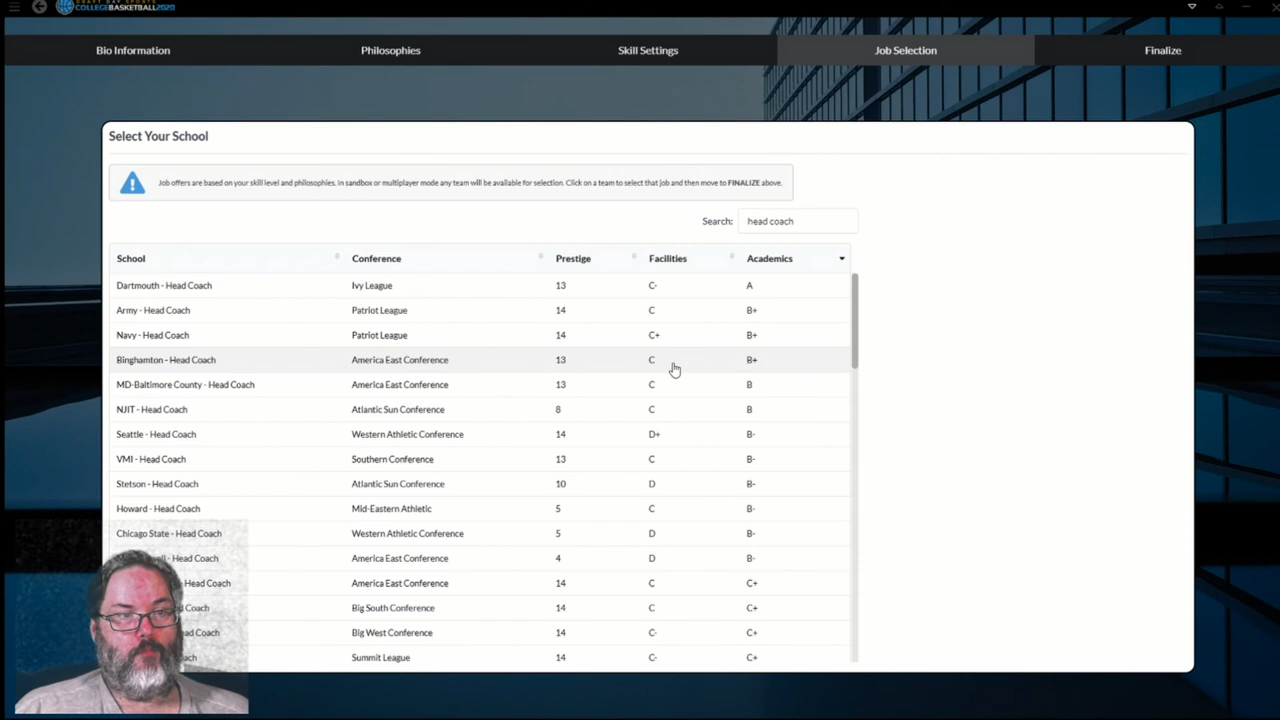 DRAFT DAY SPORTS
COLLEGEBASKETBALL2020
Bio Information Philosophies Skill Settings Job Selection Finalize
Select Your School
Job offers are based on your skill level and philosophies. In sandbox or multiplayer mode any team will be available for selection. Click on a team to select that job and then move to FINALIZE above.
Search: head coach
School Conference Prestige Facilities Academics
Dartmouth - Head Coach Ivy League 13 C- A
Army - Head Coach Patriot League 14 C B+
Navy - Head Coach Patriot League 14 C+ B+
Binghamton - Head Coach America East Conference 13 C B+
MD-Baltimore County - Head Coach America East Conference 13 C B
NJIT - Head Coach Atlantic Sun Conference 8 C B
Seattle - Head Coach Western Athletic Conference 14 D+ B-
VMI - Head Coach Southern Conference 13 C B-
Stetson - Head Coach Atlantic Sun Conference 10 D B-
Howard - Head Coach Mid-Eastern Athletic 5 C B-
Chicago State - Head Coach Western Athletic Conference 5 D B-
- Head Coach America East Conference 4 D B-
- Head Coach America East Conference 14 C C+
Coach Big South Conference 14 C C+
Coach Big West Conference 14 C- C+
Summit League 14 C- C+